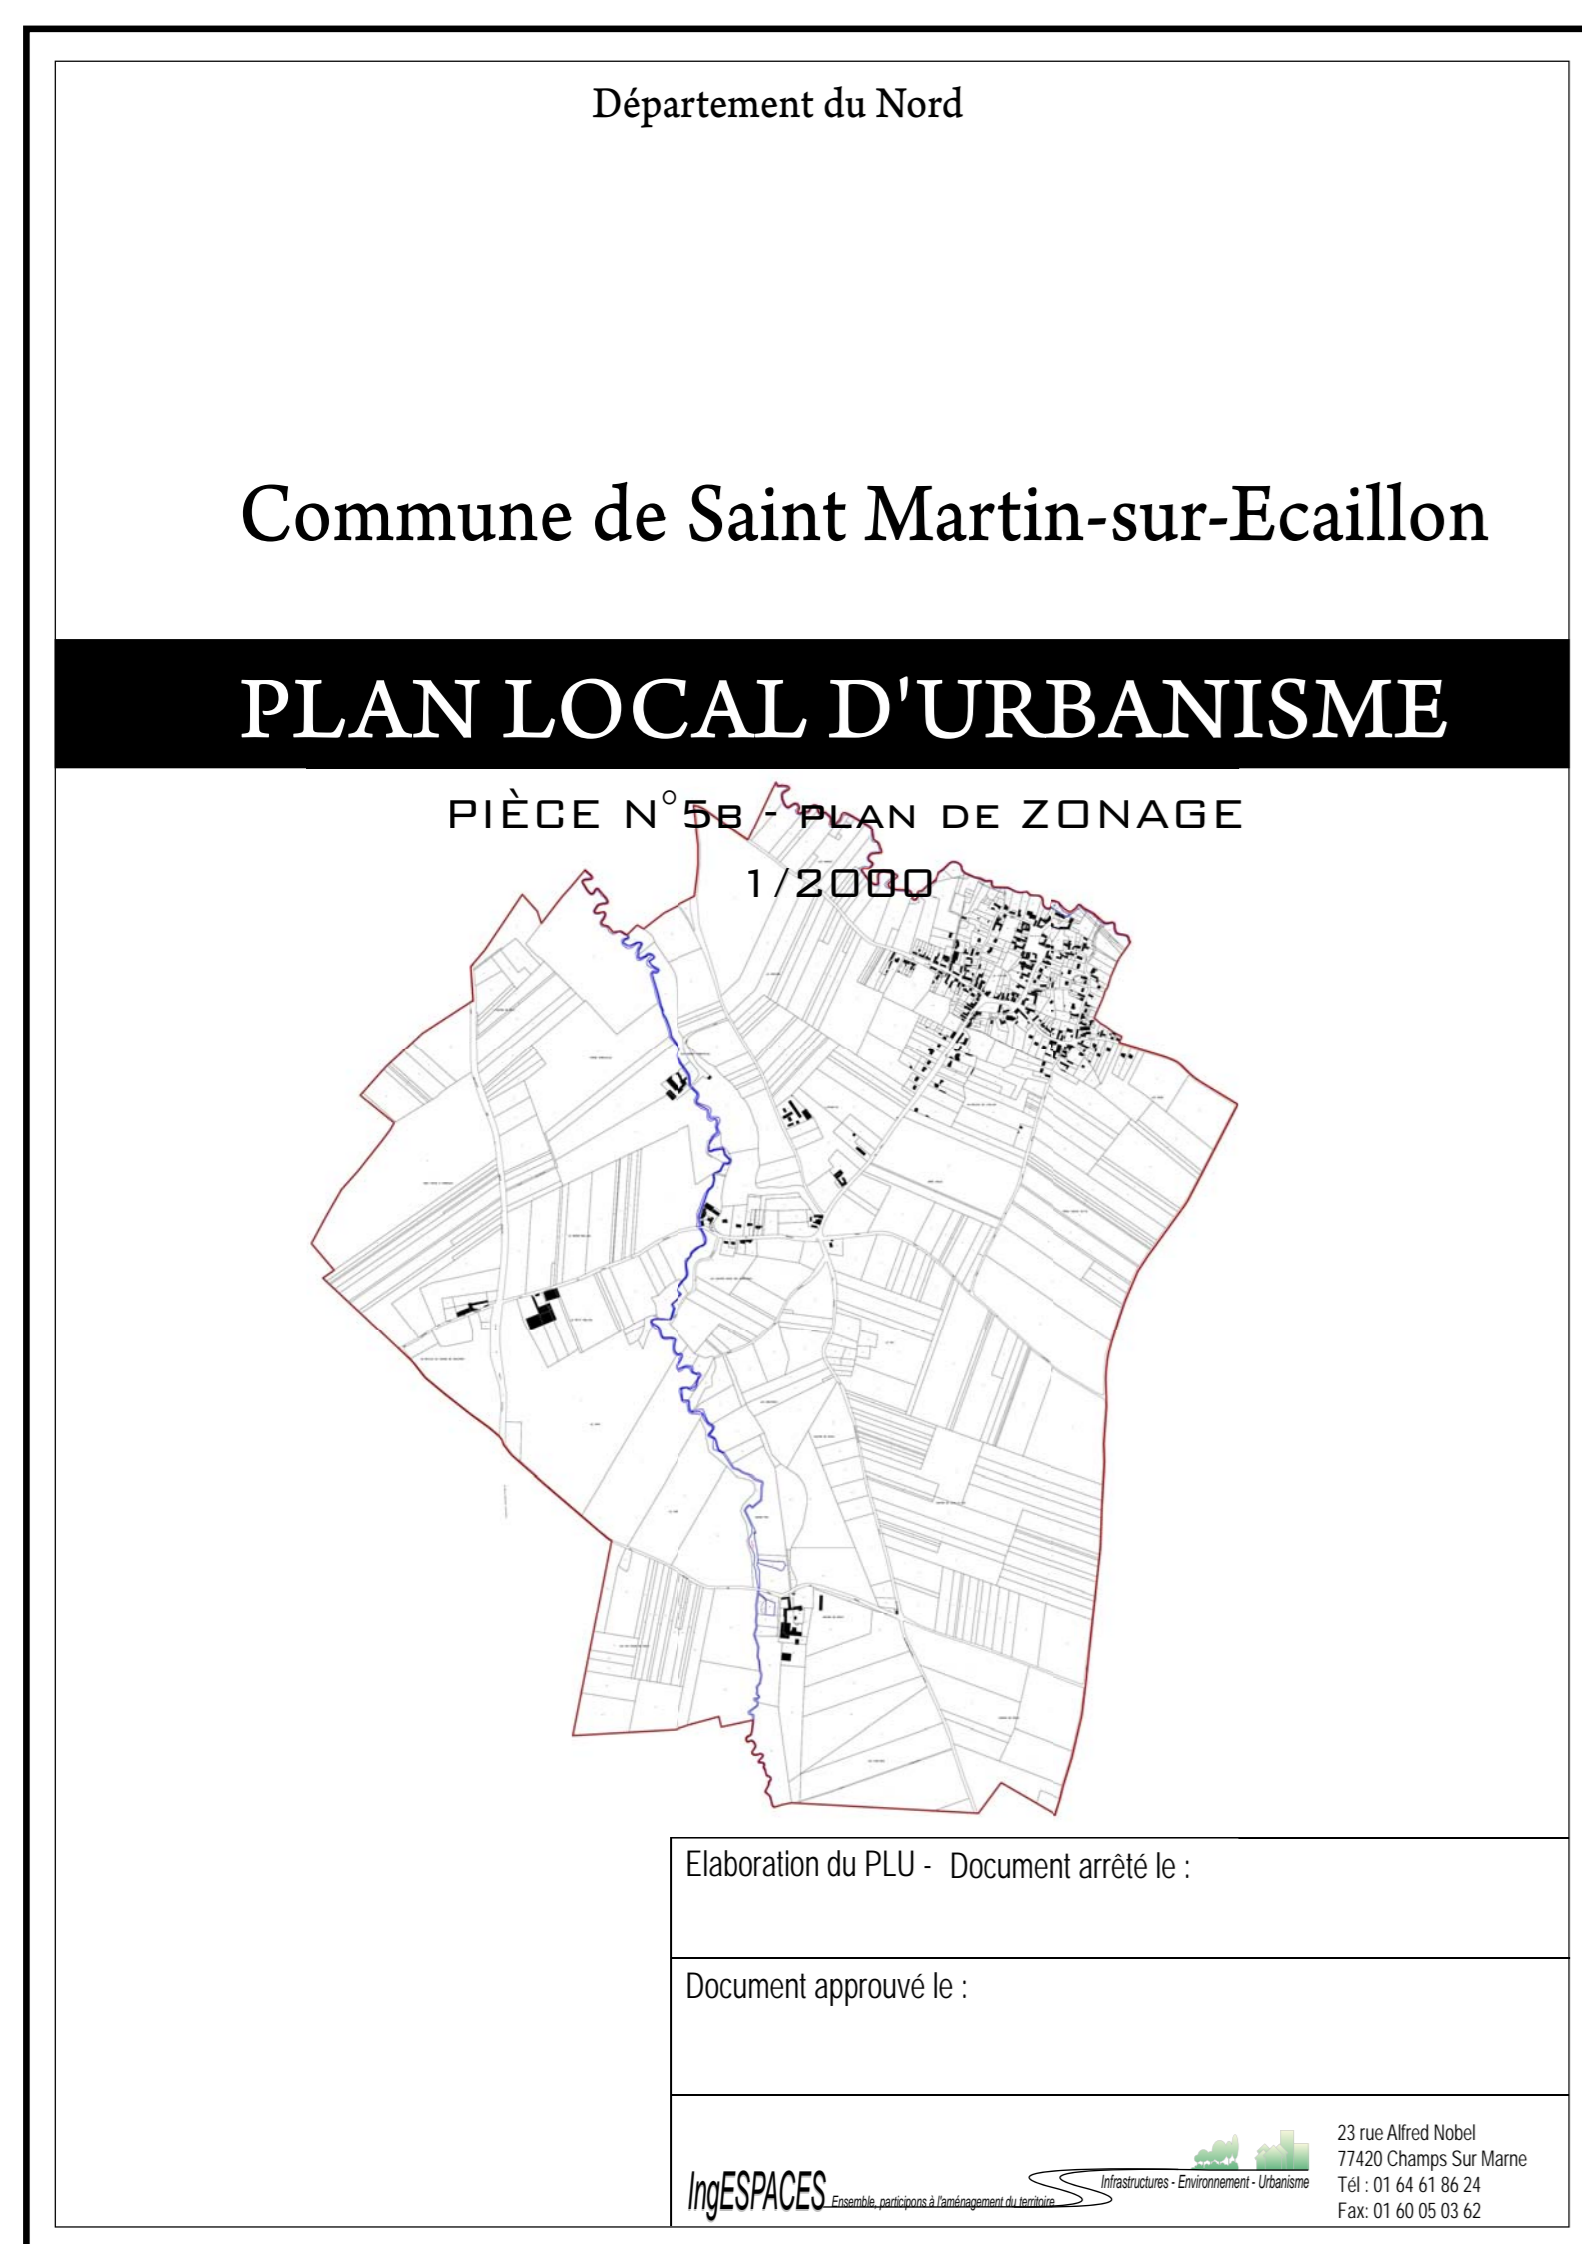 Département du Nord
Commune de Saint Martin-sur-Ecaillon
PLAN LOCAL D'URBANISME
PIÈCE N°5B - PLAN DE ZONAGE
1/2000
Elaboration du PLU - Document arrêté le :
Document approuvé le :
IngESPACES
Ensemble, participons à l'aménagement du territoire
Infrastructures - Environnement - Urbanisme
23 rue Alfred Nobel
77420 Champs Sur Marne
Tél : 01 64 61 86 24
Fax: 01 60 05 03 62